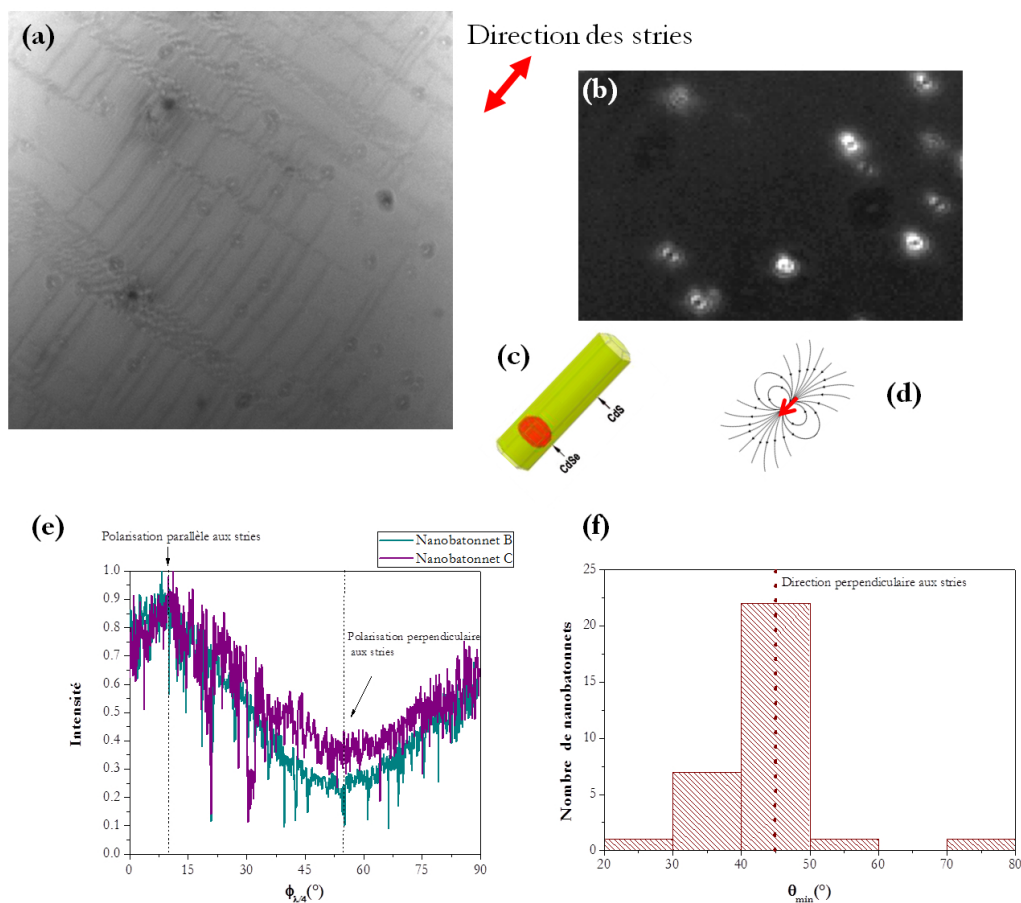 (a)
Direction des stries
(b)
(c)
CdS
CdSe
(d)
(e)
Polarisation parallèle aux stries
Nanobatonnet B
Nanobatonnet C
Polarisation perpendiculaire
aux stries
1.0
0.9
0.8
0.7
0.6
0.5
0.4
0.3
0.2
0.1
0.0
Intensité
0 15 30 45 60 75 90
ϕλ/4(°)
(f)
Direction perpendiculaire aux stries
25
20
15
10
5
0
Nombre de nanobatonnets
20 30 40 50 60 70 80
θmin(°)